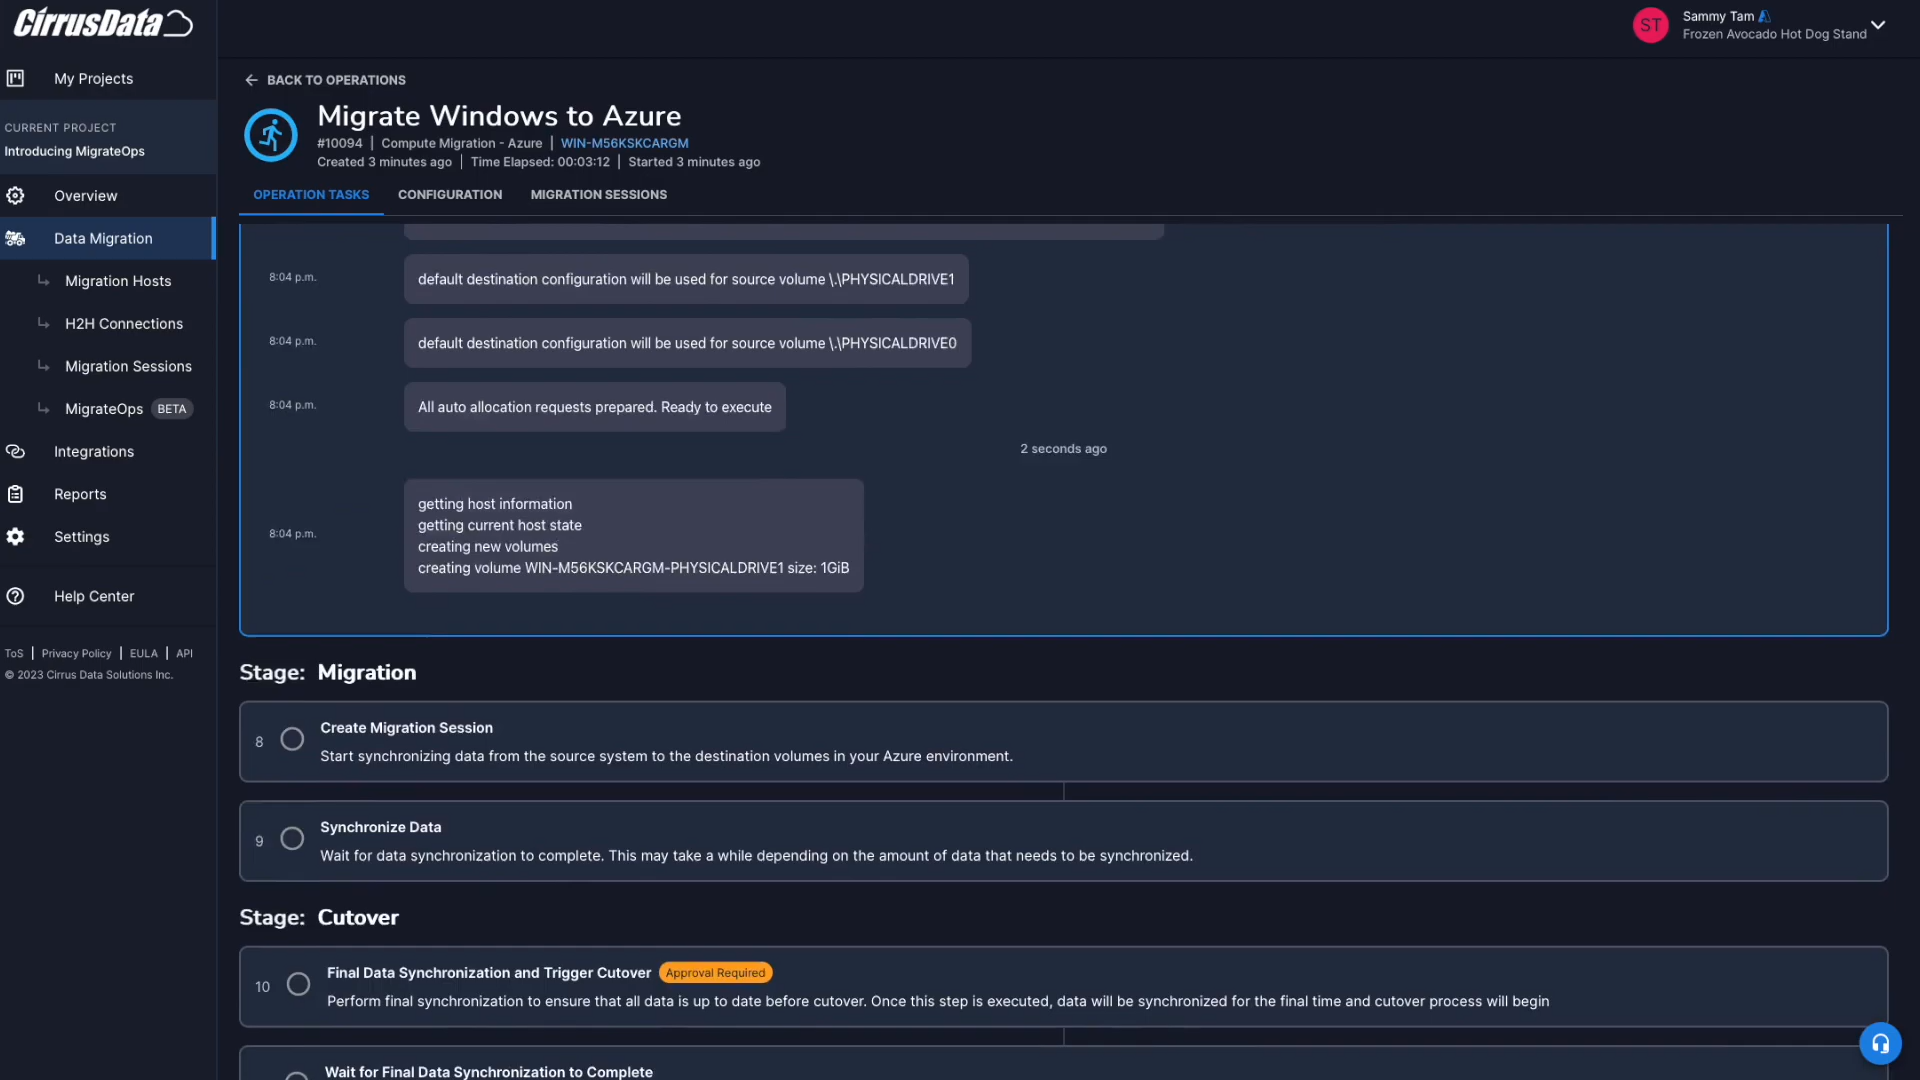 CirrusData
ST
Sammy Tam
Frozen Avocado Hot Dog Stand
My Projects
CURRENT PROJECT
Introducing MigrateOps
Overview
Data Migration
Migration Hosts
H2H Connections
Migration Sessions
MigrateOps BETA
Integrations
Reports
Settings
Help Center
ToS | Privacy Policy | EULA | API
© 2023 Cirrus Data Solutions Inc.
BACK TO OPERATIONS
Migrate Windows to Azure
#10094 | Compute Migration - Azure | WIN-M56KSKCARGM
Created 3 minutes ago | Time Elapsed: 00:03:12 | Started 3 minutes ago
OPERATION TASKS CONFIGURATION MIGRATION SESSIONS
8:04 p.m. default destination configuration will be used for source volume \.\PHYSICALDRIVE1
8:04 p.m. default destination configuration will be used for source volume \.\PHYSICALDRIVE0
8:04 p.m. All auto allocation requests prepared. Ready to execute
2 seconds ago
getting host information
getting current host state
8:04 p.m.
creating new volumes
creating volume WIN-M56KSKCARGM-PHYSICALDRIVE1 size: 1GiB
Stage: Migration
Create Migration Session
8
Start synchronizing data from the source system to the destination volumes in your Azure environment.
Synchronize Data
9
Wait for data synchronization to complete. This may take a while depending on the amount of data that needs to be synchronized.
Stage: Cutover
Final Data Synchronization and Trigger Cutover Approval Required
10
Perform final synchronization to ensure that all data is up to date before cutover. Once this step is executed, data will be synchronized for the final time and cutover process will begin
Wait for Final Data Synchronization to Complete